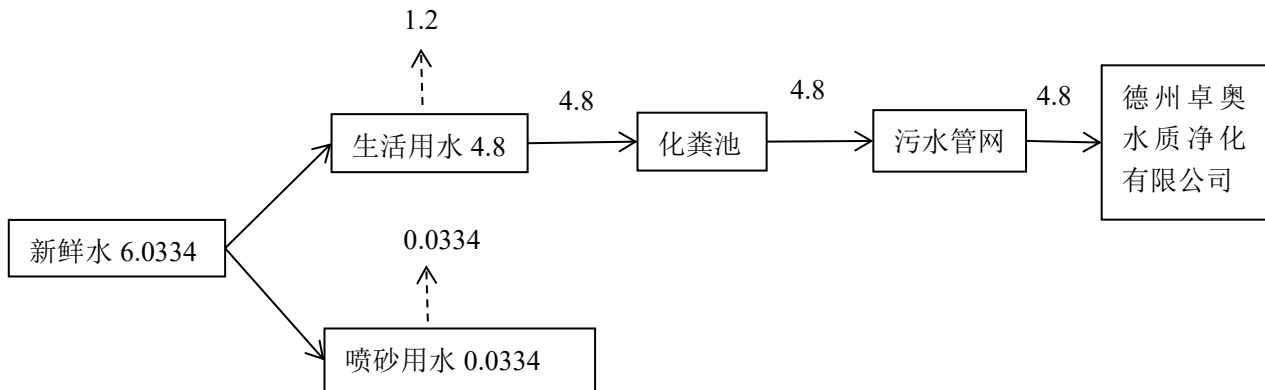 1.2
生活用水 4.8
4.8
化粪池
4.8
污水管网
4.8
德州卓奥
水质净化
有限公司
新鲜水 6.0334
0.0334
喷砂用水 0.0334